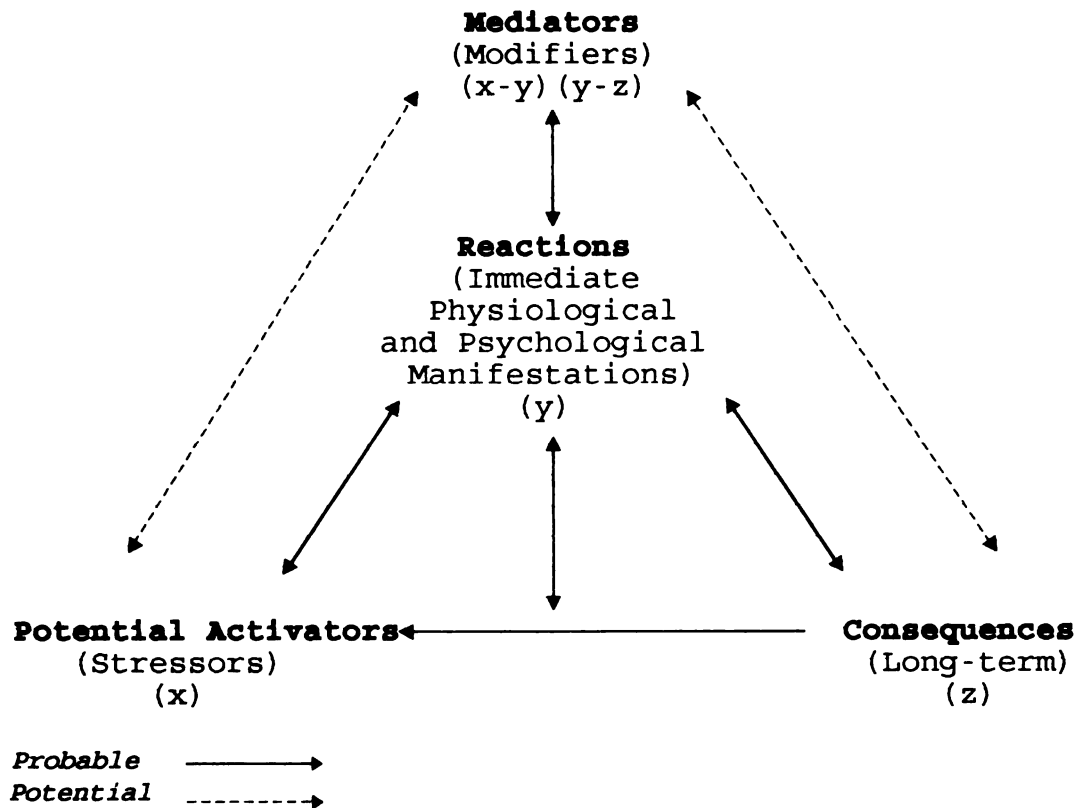 Mediators
(Modifiers)
(x-y)(y-z)
Reactions
(Immediate
Physiological
and Psychological
Manifestations)
(y)
Potential Activators
(Stressors)
(x)
Consequences
(Long-term)
(z)
Probable
Potential